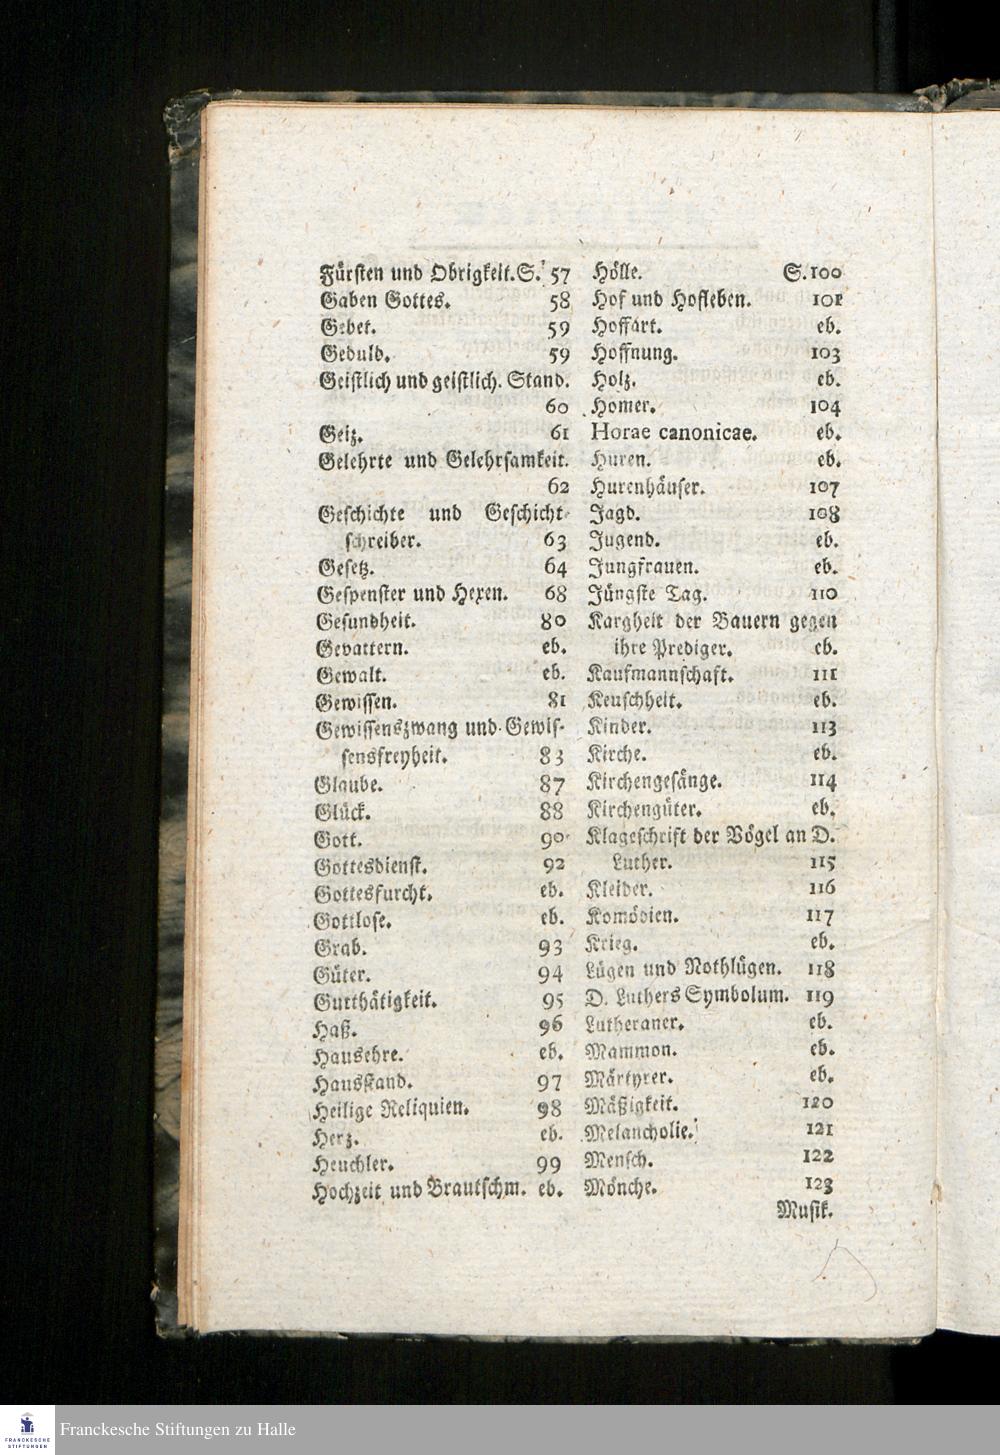 Fürsten und Obrigkeit. S. 57
Gaben Gottes. 58
Gebet. 59
Geduld. 59
Geistlich und geistlich. Stand.
60
Geiz. 61
Gelehrte und Gelehrsamkeit.
62
Geschichte und Geschicht-
schreiber. 63
Gesetz. 64
Gespenster und Hexen. 68
Gesundheit. 80
Gevattern. eb.
Gewalt. eb.
Gewissen. 81
Gewissenszwang und Gewis-
sensfreyheit. 83
Glaube. 87
Glück. 88
Gott. 90
Gottesdienst. 92
Gottesfurcht. eb.
Gottlose. eb.
Grab. 93
Güter. 94
Gutthätigkeit. 95
Haß. 96
Hausehre. eb.
Hausstand. 97
Heilige Reliquien. 98
Herz. eb.
Heuchler. 99
Hochzeit und Brautschm. eb.
Hölle. S. 100
Hof und Hofleben. 101
Hoffart. eb.
Hoffnung. 103
Holz. eb.
Homer. 104
Horae canonicae. eb.
Huren. eb.
Hurenhäuser. 107
Jagd. 108
Jugend. eb.
Jungfrauen. eb.
Jüngste Tag. 110
Kargheit der Bauern gegen
ihre Prediger. eb.
Kaufmannschaft. 111
Keuschheit. eb.
Kinder. 113
Kirche. eb.
Kirchengesänge. 114
Kirchengüter. eb.
Klageschrift der Vögel an D.
Luther. 115
Kleider. 116
Komödien. 117
Krieg. eb.
Lügen und Nothlügen. 118
D. Luthers Symbolum. 119
Lutheraner. eb.
Mammon. eb.
Märtyrer. eb.
Mäßigkeit. 120
Melancholie. 121
Mensch. 122
Mönche. 123
Musik.
FRANCKESCHE
STIFTUNGEN
Franckesche Stiftungen zu Halle